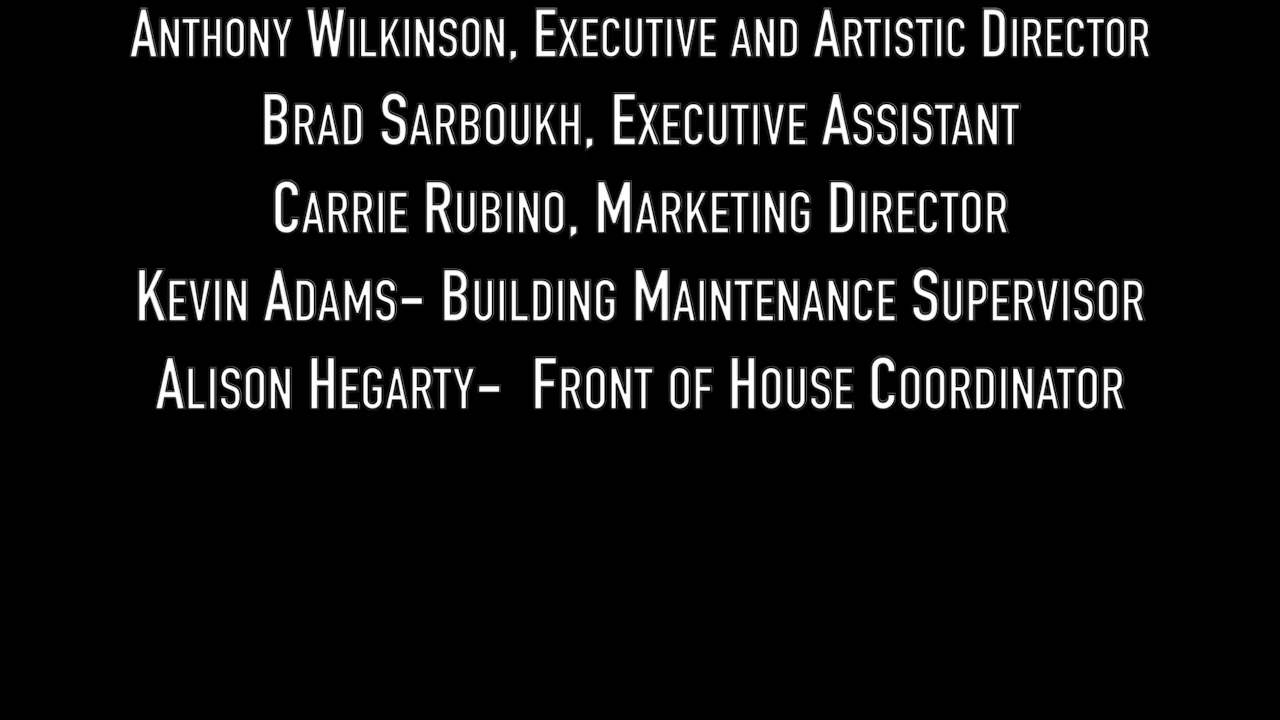 Anthony Wilkinson, Executive and Artistic Director
Brad Sarboukh, Executive Assistant
Carrie Rubino, Marketing Director
Kevin Adams- Building Maintenance Supervisor
Alison Hegarty-  Front of House Coordinator